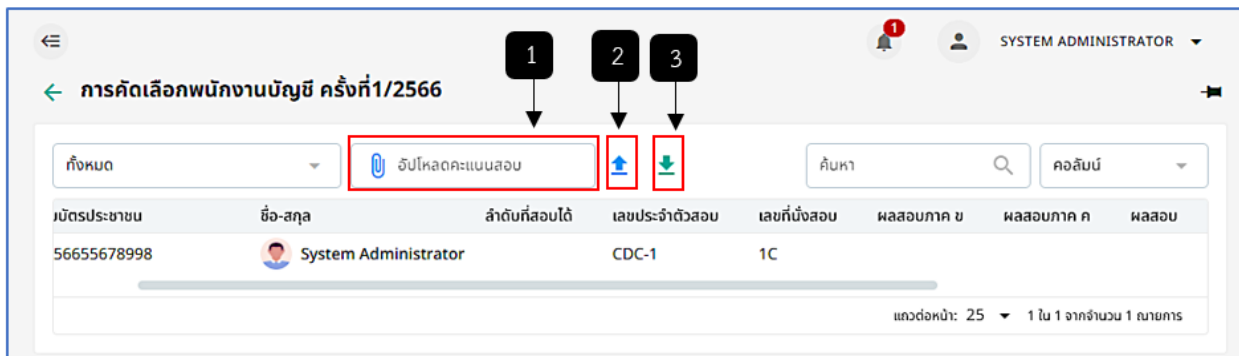 1
SYSTEM ADMINISTRATOR
1 2 3
การคัดเลือกพนักงานบัญชี ครั้งที่1/2566
ทั้งหมด อัปโหลดคะแนนสอบ ค้นหา คอลัมน์
บัตรประชาชน ชื่อ-สกุล ลำดับที่สอบได้ เลขประจำตัวสอบ เลขที่นั่งสอบ ผลสอบภาค ข ผลสอบภาค ค ผลสอบ
56655678998 System Administrator CDC-1 1C
แถวต่อหน้า: 25 1 ใน 1 จากจำนวน 1 ณายการ